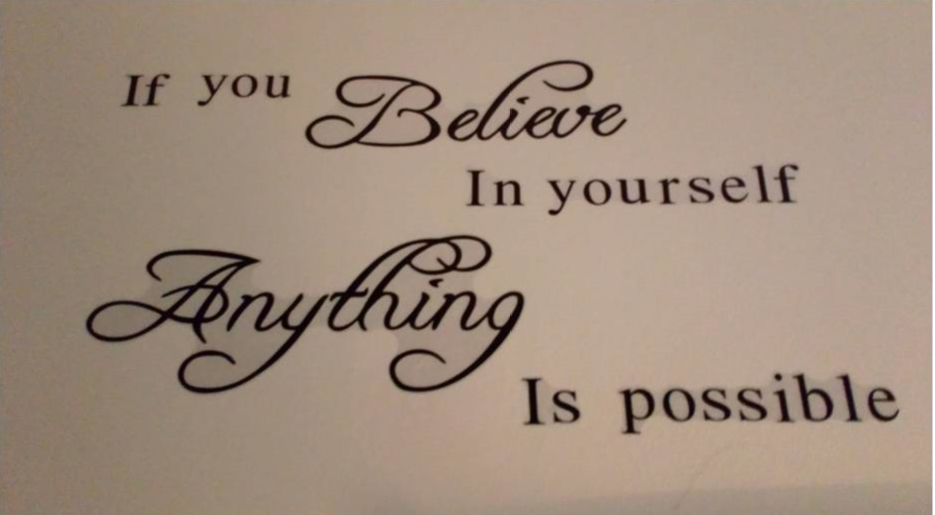 If you Believe
In yourself
Anything
Is possible